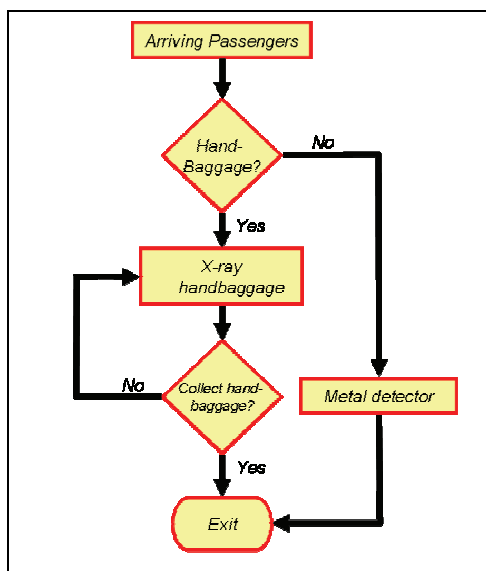 Arriving Passengers
Hand-
Baggage?
No
Yes
X-ray
handbaggage
Collect hand-
baggage?
No
Metal detector
Yes
Exit